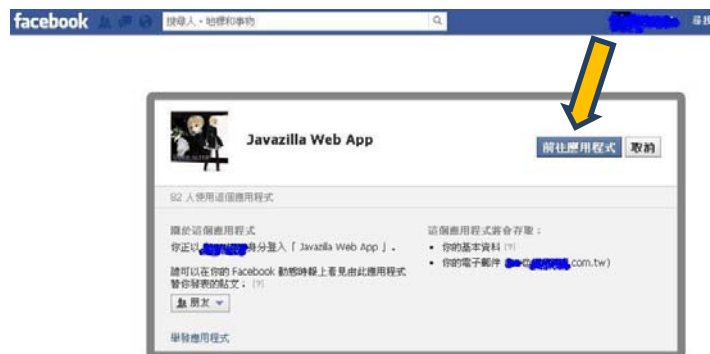 facebook
搜尋人、地標和事物
尋找
Javazilla Web App
前往應用程式
取消
82 人使用這個應用程式
關於這個應用程式
你正以 身分登入「Javazilla Web App」。
誰可以在你的 Facebook 動態時報上看見由此應用程式
替你發表的貼文： [?]
朋友
舉發應用程式
這個應用程式將會存取：
• 你的基本資料 [?]
• 你的電子郵件 com.tw)